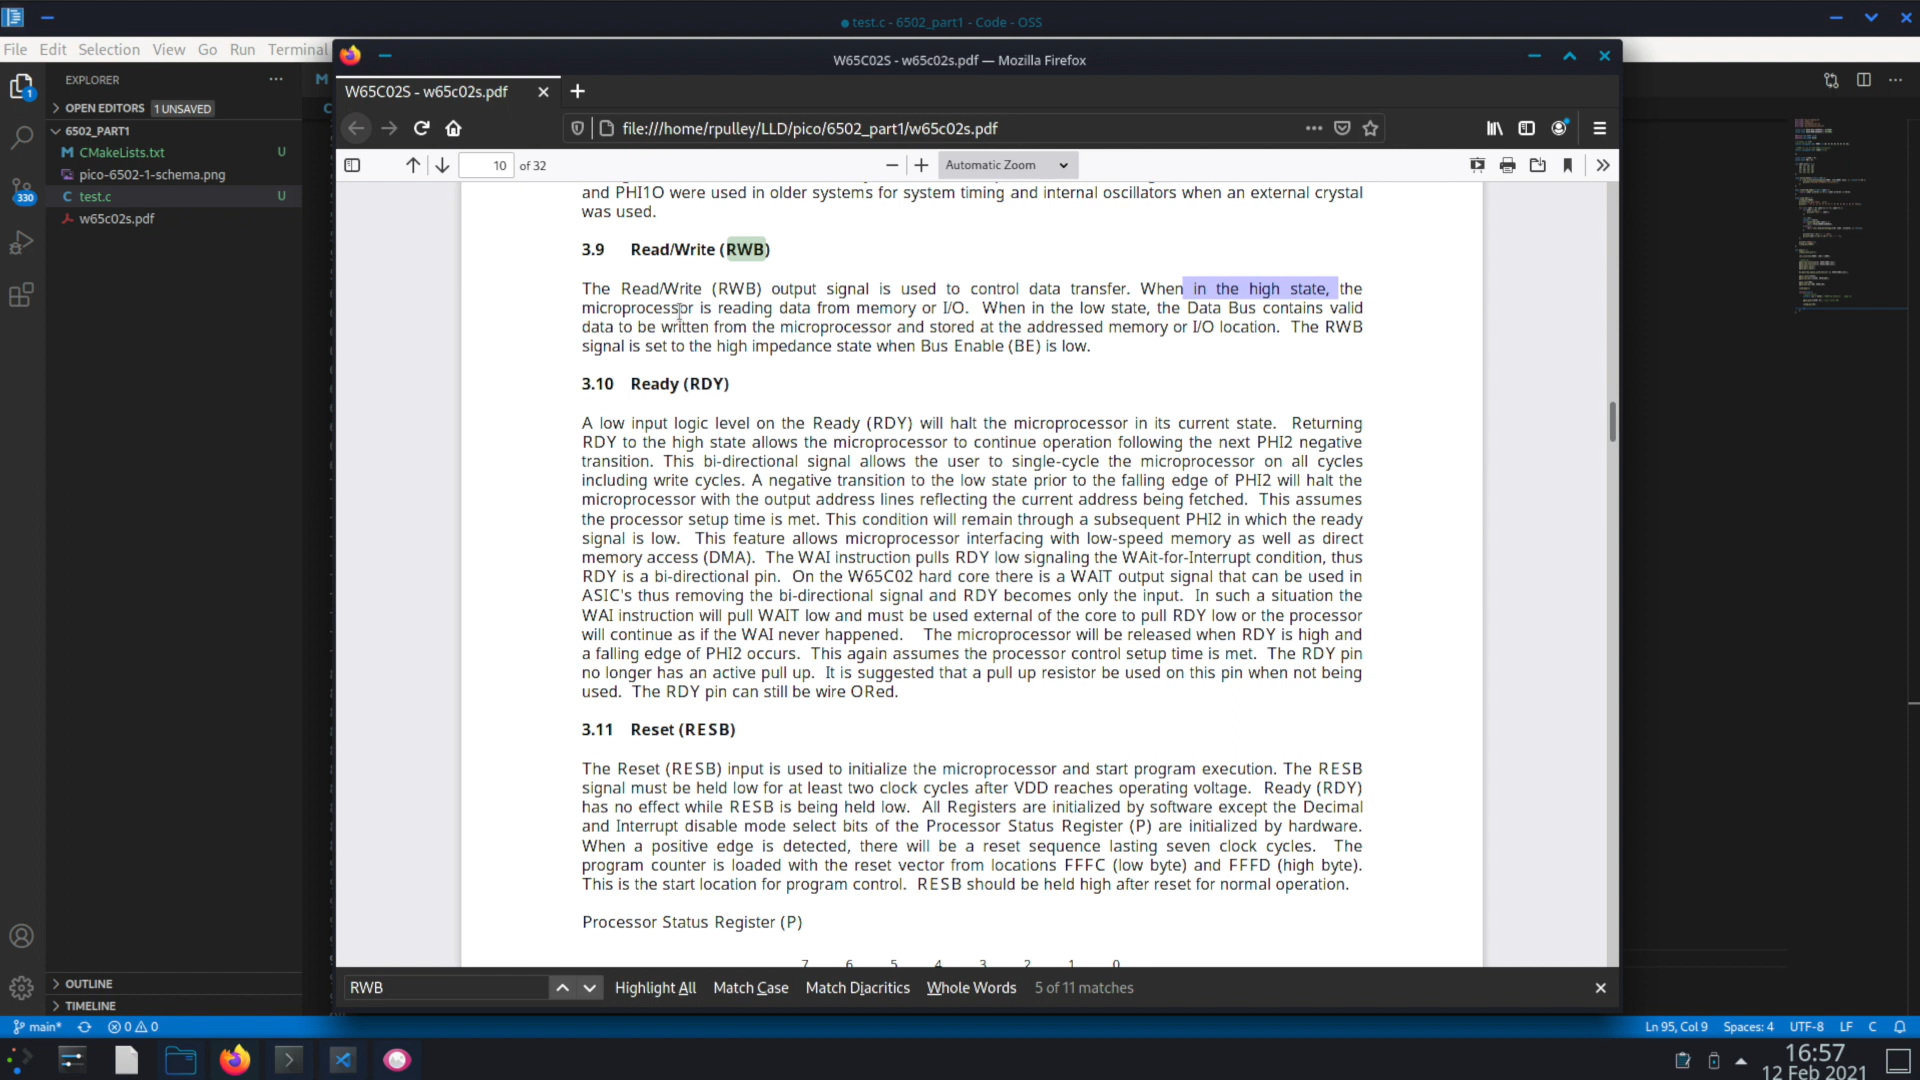 test.c - 6502_part1 - Code - OSS
File Edit Selection View Go Run Terminal
W65C02S - w65c02s.pdf — Mozilla Firefox
EXPLORER
W65C02S - w65c02s.pdf
OPEN EDITORS 1 UNSAVED
6502_PART1
file:///home/rpulley/LLD/pico/6502_part1/w65c02s.pdf
CMakeLists.txt U
pico-6502-1-schema.png
test.c U
w65c02s.pdf
330
1
10 of 32
Automatic Zoom
and PHI1O were used in older systems for system timing and internal oscillators when an external crystal
was used.
3.9 Read/Write (RWB)
The Read/Write (RWB) output signal is used to control data transfer. When in the high state, the
microprocessor is reading data from memory or I/O. When in the low state, the Data Bus contains valid
data to be written from the microprocessor and stored at the addressed memory or I/O location. The RWB
signal is set to the high impedance state when Bus Enable (BE) is low.
3.10 Ready (RDY)
A low input logic level on the Ready (RDY) will halt the microprocessor in its current state. Returning
RDY to the high state allows the microprocessor to continue operation following the next PHI2 negative
transition. This bi-directional signal allows the user to single-cycle the microprocessor on all cycles
including write cycles. A negative transition to the low state prior to the falling edge of PHI2 will halt the
microprocessor with the output address lines reflecting the current address being fetched. This assumes
the processor setup time is met. This condition will remain through a subsequent PHI2 in which the ready
signal is low. This feature allows microprocessor interfacing with low-speed memory as well as direct
memory access (DMA). The WAI instruction pulls RDY low signaling the WAit-for-Interrupt condition, thus
RDY is a bi-directional pin. On the W65C02 hard core there is a WAIT output signal that can be used in
ASIC's thus removing the bi-directional signal and RDY becomes only the input. In such a situation the
WAI instruction will pull WAIT low and must be used external of the core to pull RDY low or the processor
will continue as if the WAI never happened. The microprocessor will be released when RDY is high and
a falling edge of PHI2 occurs. This again assumes the processor control setup time is met. The RDY pin
no longer has an active pull up. It is suggested that a pull up resistor be used on this pin when not being
used. The RDY pin can still be wire ORed.
3.11 Reset (RESB)
The Reset (RESB) input is used to initialize the microprocessor and start program execution. The RESB
signal must be held low for at least two clock cycles after VDD reaches operating voltage. Ready (RDY)
has no effect while RESB is being held low. All Registers are initialized by software except the Decimal
and Interrupt disable mode select bits of the Processor Status Register (P) are initialized by hardware.
When a positive edge is detected, there will be a reset sequence lasting seven clock cycles. The
program counter is loaded with the reset vector from locations FFFC (low byte) and FFFD (high byte).
This is the start location for program control. RESB should be held high after reset for normal operation.
Processor Status Register (P)
7 6 5 4 3 2 1 0
OUTLINE
TIMELINE
RWB Highlight All Match Case Match Diacritics Whole Words 5 of 11 matches
main* 0 0 Ln 95, Col 9 Spaces: 4 UTF-8 LF C
16:57
12 Feb 2021